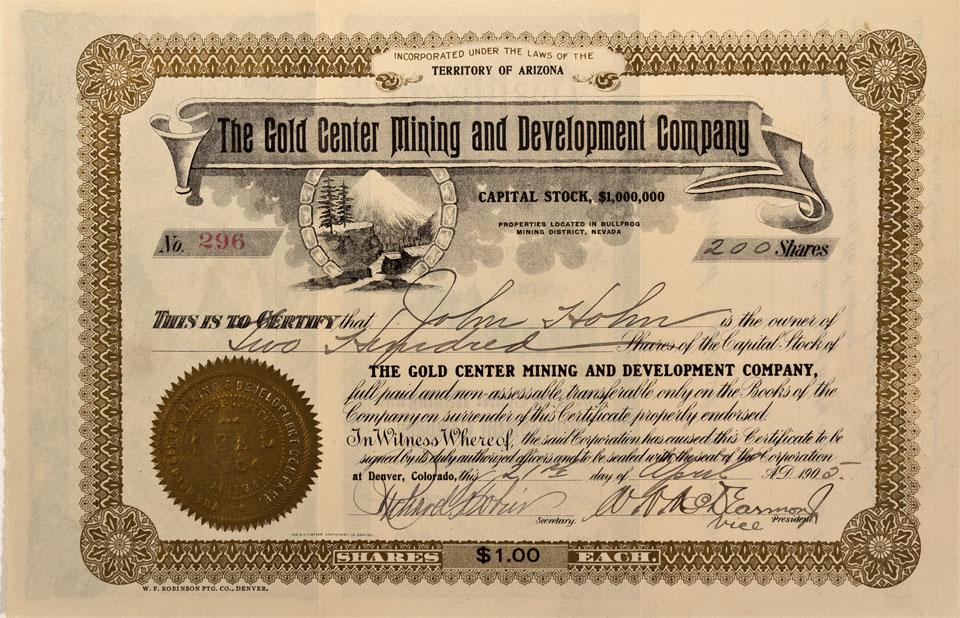 INCORPORATED UNDER THE LAWS OF THE
TERRITORY OF ARIZONA
The Gold Center Mining and Development Company
CAPITAL STOCK, $1,000,000
PROPERTIES LOCATED IN BULLFROG
MINING DISTRICT, NEVADA
No. 296
200 Shares
THIS IS TO CERTIFY that John Hohn is the owner of
Two Hundred Shares of the Capital Stock of
THE GOLD CENTER MINING AND DEVELOPMENT COMPANY,
full paid and non-assessable, transferable only on the Books of the
Company on surrender of this Certificate properly endorsed.
In Witness Whereof, the said Corporation has caused this Certificate to be
signed by its duly authorized officers and to be sealed with the seal of the Corporation
at Denver, Colorado, this day of April A.D. 1905.
Secretary. Vice President
SHARES $1.00 EACH.
W. F. ROBINSON PTG. CO., DENVER.